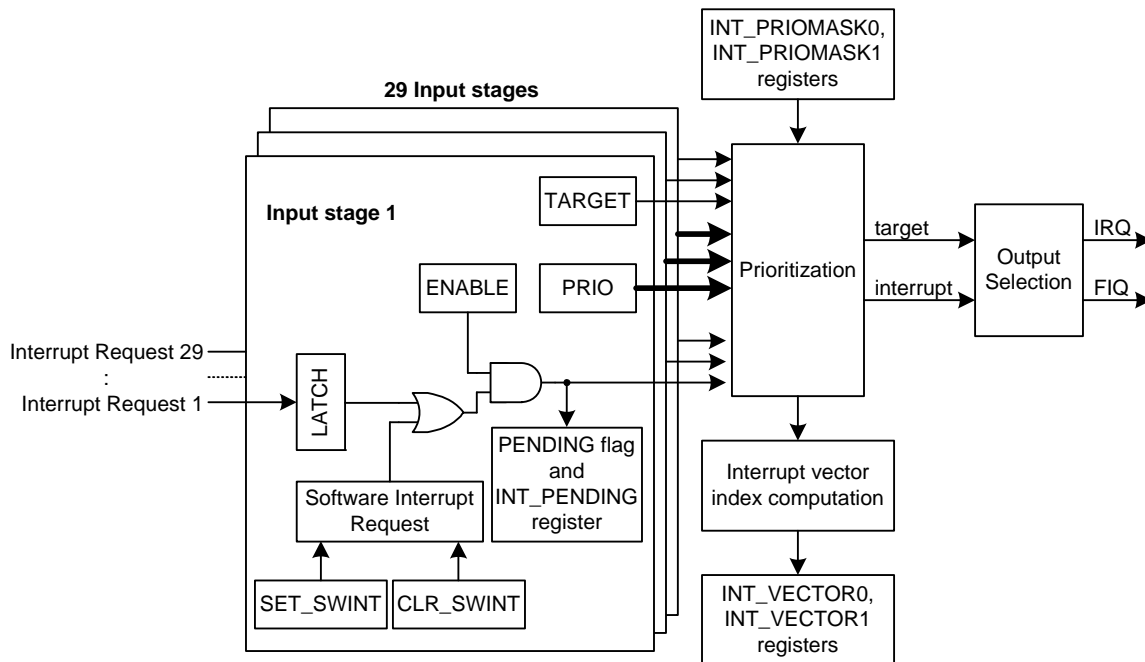 INT_PRIOMASK0,
INT_PRIOMASK1
registers
29 Input stages
Input stage 1
TARGET
ENABLE
PRIO
Prioritization
target
interrupt
Output
Selection
IRQ
FIQ
Interrupt Request 29
:
Interrupt Request 1
LATCH
PENDING flag
and
INT_PENDING
register
Software Interrupt
Request
SET_SWINT
CLR_SWINT
Interrupt vector
index computation
INT_VECTOR0,
INT_VECTOR1
registers